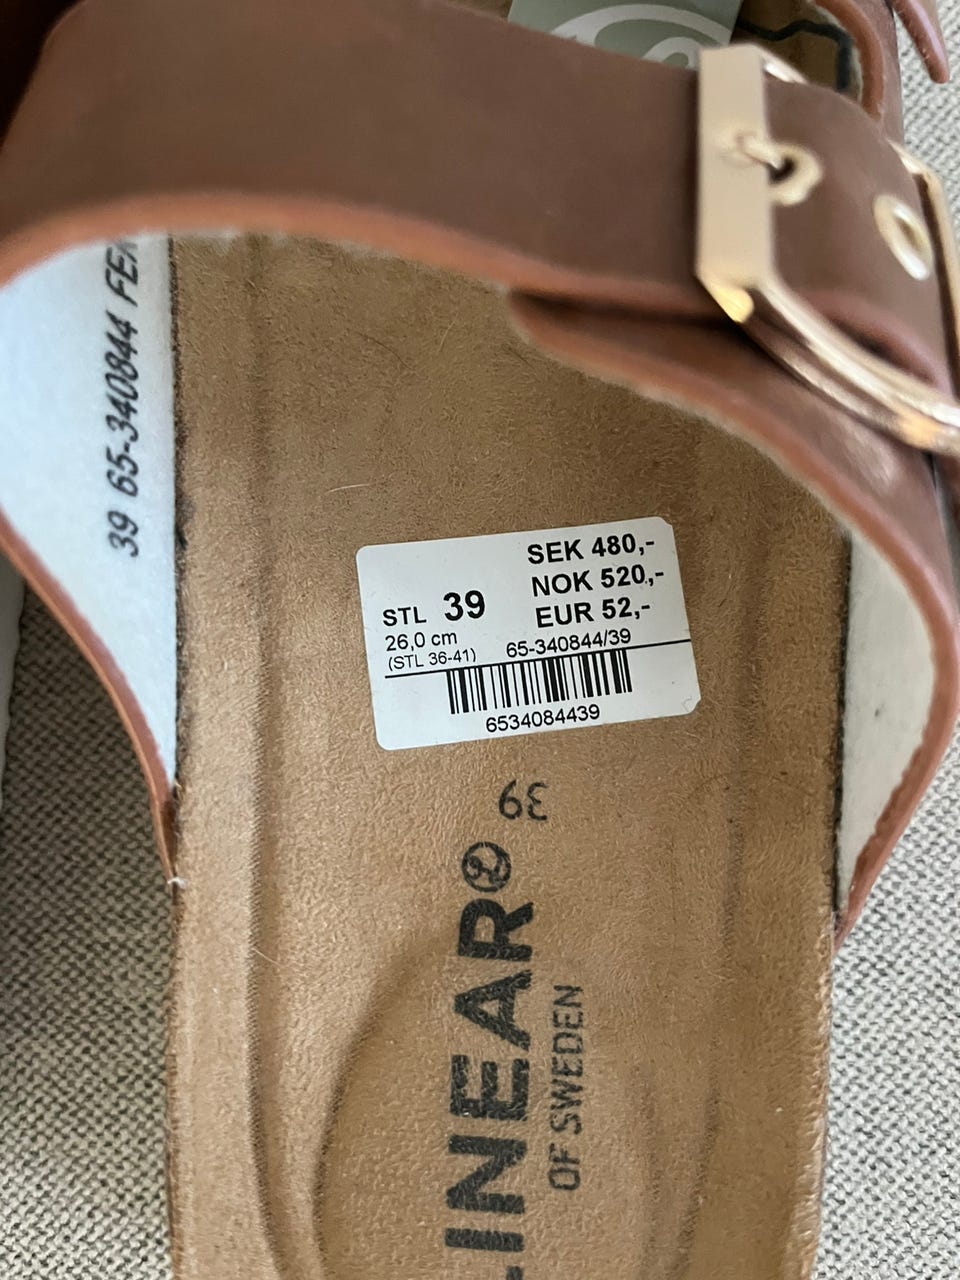 39 65-340844
SEK 480,-
NOK 520,-
EUR 52,-
STL 39
26,0 cm
(STL 36-41)
65-340844/39
6534084439
39
INEAR®
OF SWEDEN